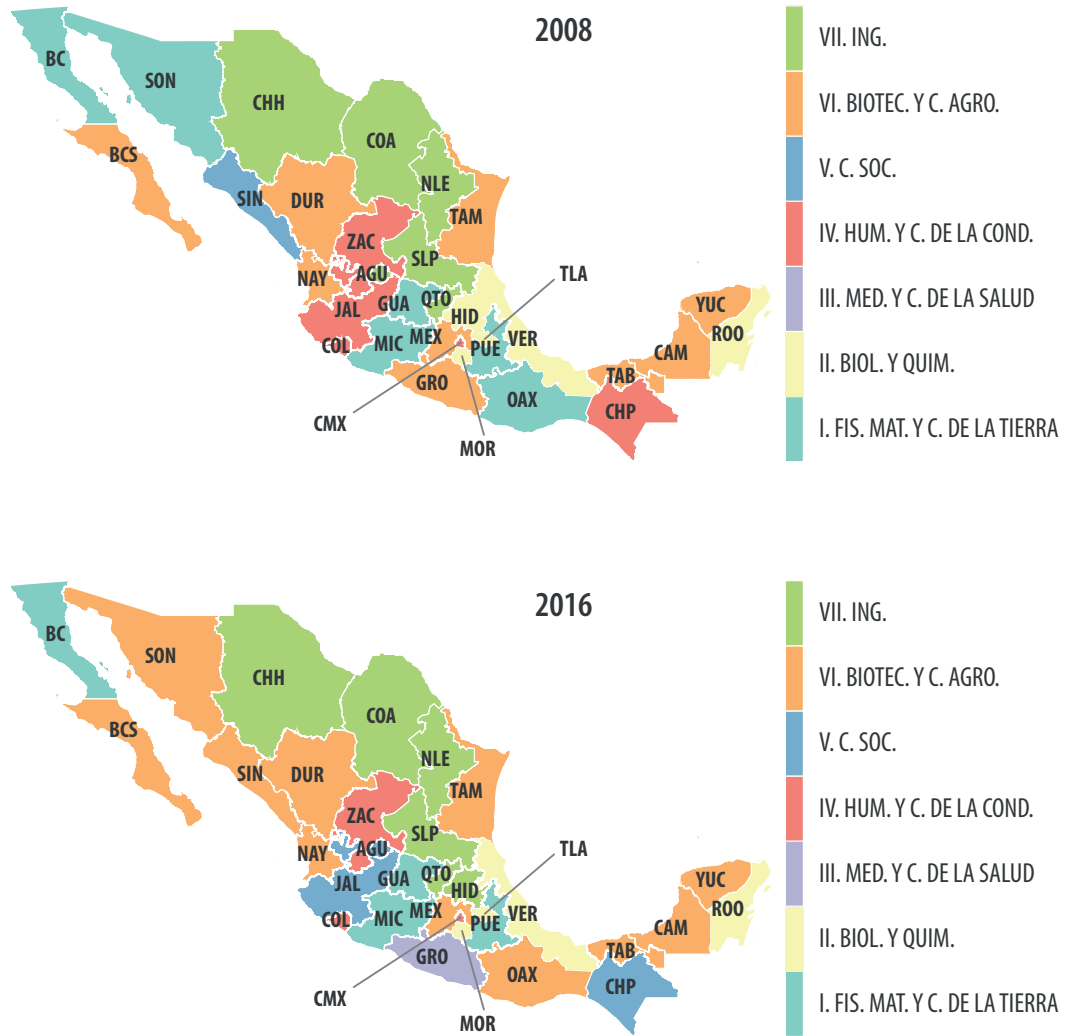 2008
BC
SON
CHH
COA
BCS
NLE
SIN
DUR
TAM
ZAC
SLP
TLA
NAY
AGU
GUA
QTO
JAL
HID
YUC
COL
MIC
MEX
PUE
VER
CAM
ROO
GRO
TAB
OAX
CHP
CMX
MOR
VII. ING.
VI. BIOTEC. Y C. AGRO.
V. C. SOC.
IV. HUM. Y C. DE LA COND.
III. MED. Y C. DE LA SALUD
II. BIOL. Y QUIM.
I. FIS. MAT. Y C. DE LA TIERRA
2016
BC
SON
CHH
COA
BCS
NLE
SIN
DUR
TAM
ZAC
SLP
TLA
NAY
AGU
GUA
QTO
JAL
HID
YUC
COL
MIC
MEX
PUE
VER
CAM
ROO
GRO
TAB
OAX
CHP
CMX
MOR
VII. ING.
VI. BIOTEC. Y C. AGRO.
V. C. SOC.
IV. HUM. Y C. DE LA COND.
III. MED. Y C. DE LA SALUD
II. BIOL. Y QUIM.
I. FIS. MAT. Y C. DE LA TIERRA